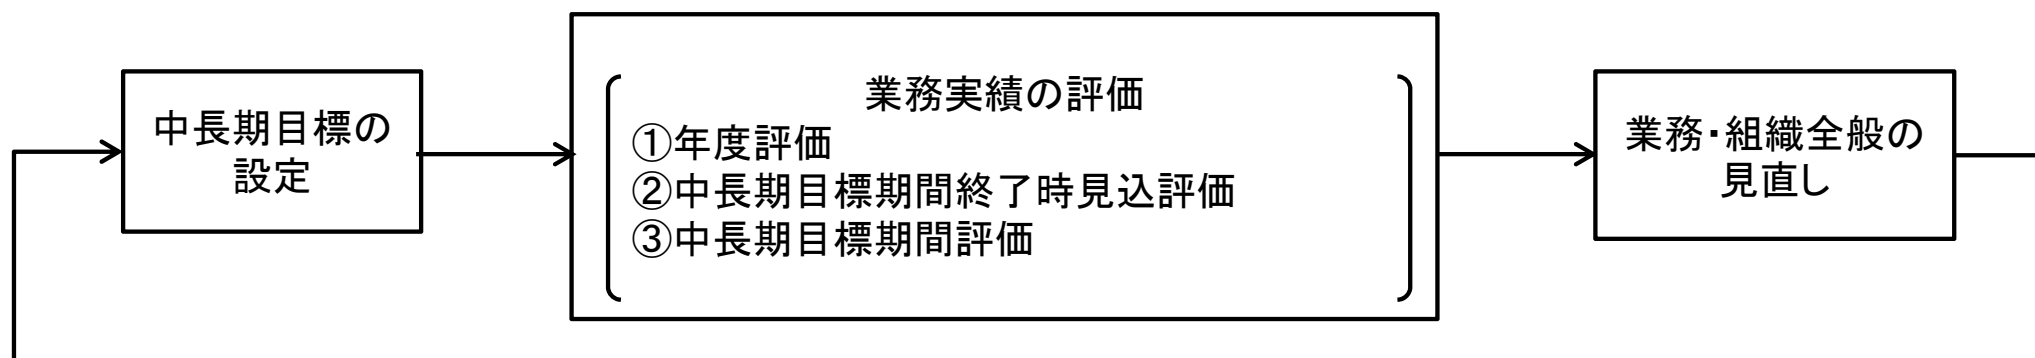 中長期目標の
設定
業務実績の評価
①年度評価
②中長期目標期間終了時見込評価
③中長期目標期間評価
業務・組織全般の
見直し